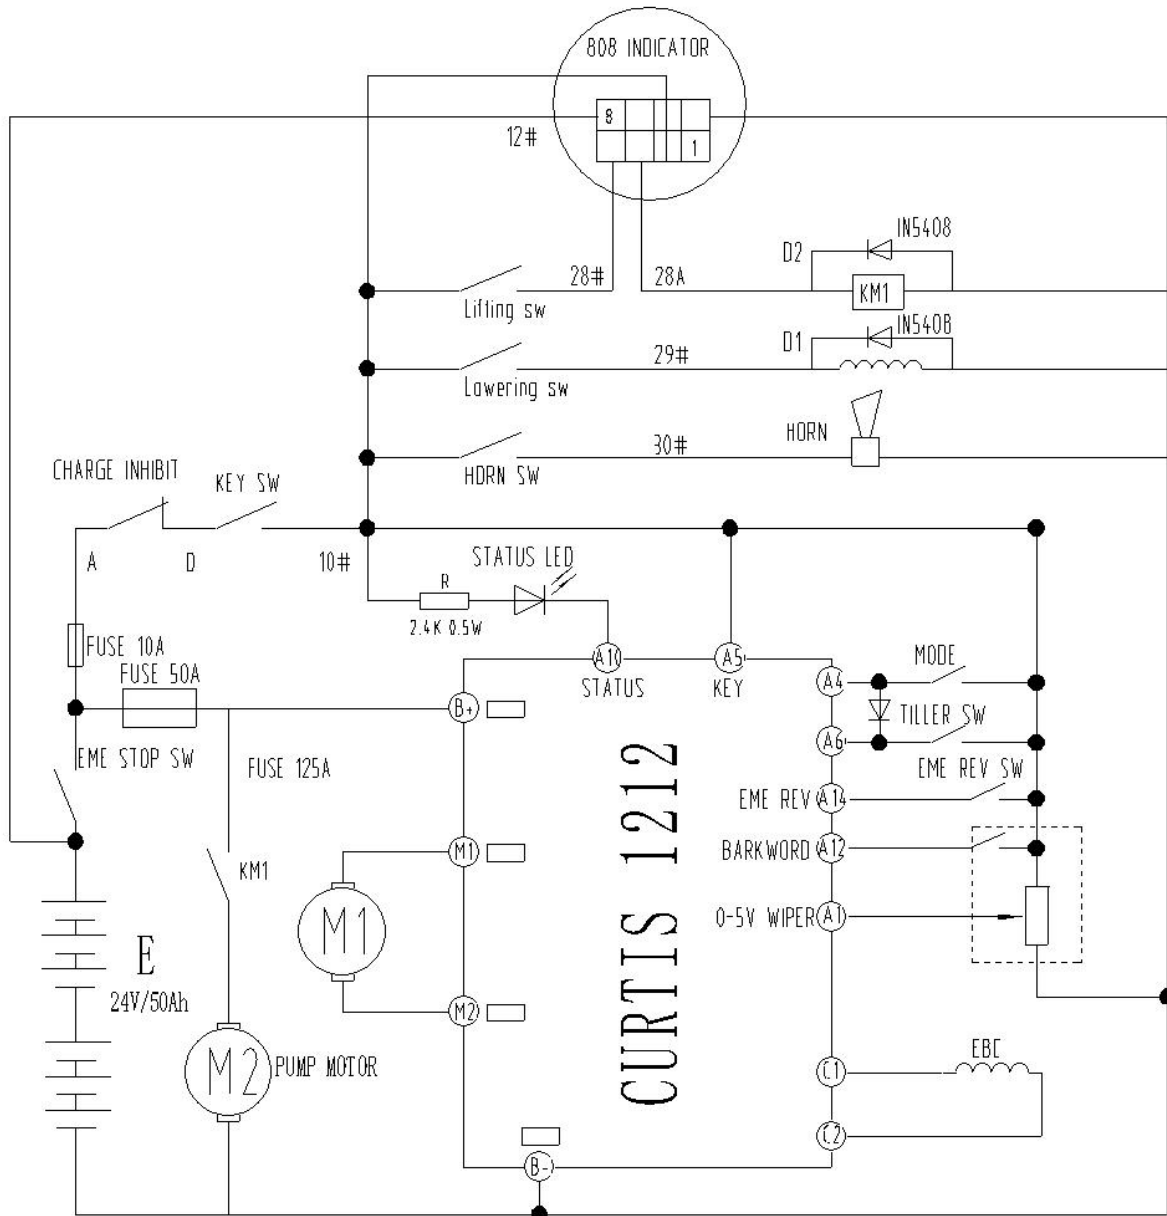 808 INDICATOR
8
12#
1
IN5408
D2
28#
28A
KM1
Lifting sw
IN5408
D1
29#
Lowering sw
HORN
30#
HORN SW
CHARGE INHIBIT
KEY SW
A
D
10#
STATUS LED
R
2.4K 0.5W
FUSE 10A
FUSE 50A
A10
STATUS
A5
KEY
A4
MODE
B+
TILLER SW
A6
EME STOP SW
FUSE 125A
EME REV SW
EME REV
A14
M1
BARKWORD
A12
KM1
0-5V WIPER
A1
M1
CURTIS 1212
E
24V/50Ah
M2
M2
PUMP MOTOR
EBC
C1
C2
B-